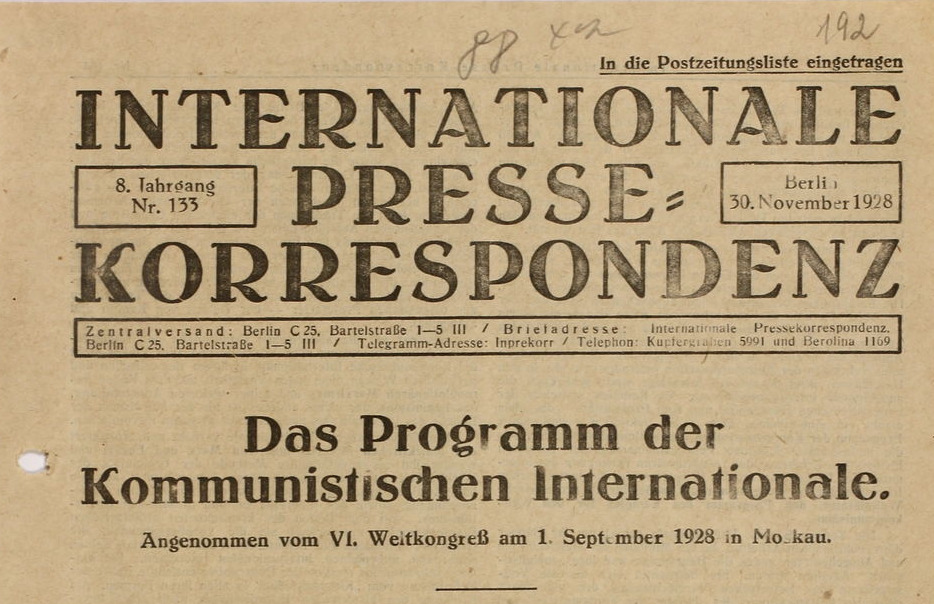 192
In die Postzeitungsliste eingetragen
INTERNATIONALE
8. Jahrgang
Nr. 133
PRESSE-
Berlin
30. November 1928
KORRESPONDENZ
Zentralversand: Berlin C 25, Bartelstraße 1—5 III / Briefadresse: Internationale Pressekorrespondenz,
Berlin C 25, Bartelstraße 1—5 III / Telegramm-Adresse: Inprekorr / Telephon: Kupfergraben 5991 und Berolina 1169
Das Programm der
Kommunistischen Internationale.
Angenommen vom VI. Weltkongreß am 1. September 1928 in Moskau.